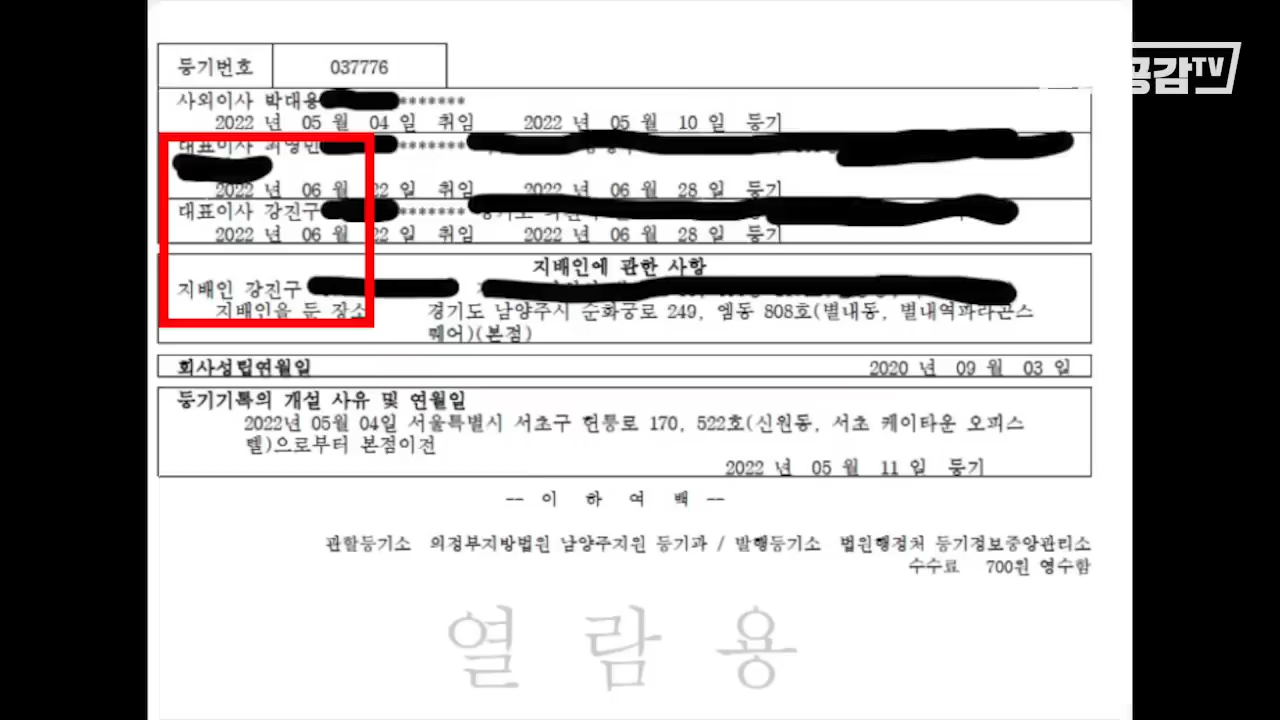 공감TV
등기번호 037776
사외이사 박대용 *******
2022 년 05 월 04 일 취임 2022 년 05 월 10 일 등기
대표이사 최영민 *******
2022 년 06 월 22 일 취임 2022 년 06 월 28 일 등기
대표이사 강진구 *******
2022 년 06 월 22 일 취임 2022 년 06 월 28 일 등기
지배인에 관한 사항
지배인 강진구
지배인을 둔 장소 경기도 남양주시 순화궁로 249, 엠동 808호(별내동, 별내역파라곤스
퀘어)(본점)
회사성립연월일 2020 년 09 월 03 일
등기기록의 개설 사유 및 연월일
2022년 05월 04일 서울특별시 서초구 헌릉로 170, 522호(신원동, 서초 케이타운 오피스
텔)으로부터 본점이전
2022 년 05 월 11 일 등기
-- 이 하 여 백 --
관할등기소 의정부지방법원 남양주지원 등기과 / 발행등기소 법원행정처 등기정보중앙관리소
수수료 700원 영수함
열 람 용